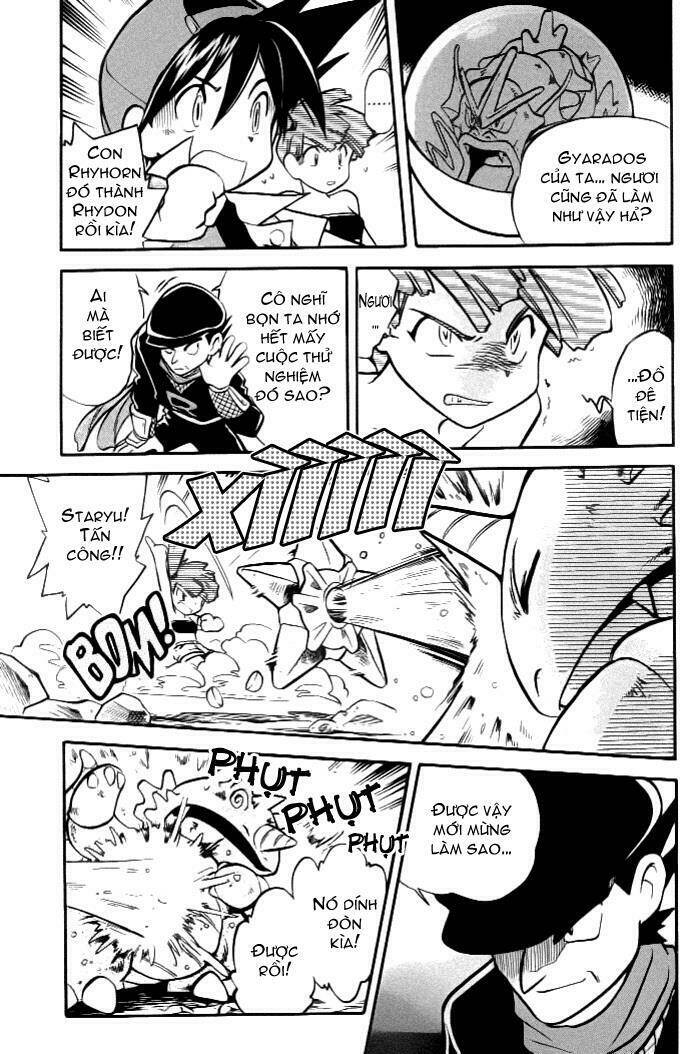 GYARADOS
CỦA TA... NGƯƠI
CŨNG ĐÃ LÀM
NHƯ VẬY HẢ?
......
CON
RHYHORN
ĐÓ THÀNH
RHYDON
RỒI KÌA!
NGƯƠI
...
...ĐỒ
ĐÊ
TIỆN!
CÔ NGHĨ
BỌN TA NHỚ
HẾT MẤY
CUỘC THỬ
NGHIỆM
ĐÓ SAO?
AI
MÀ
BIẾT
ĐƯỢC!
XÌÌÌÌÌ
STARYU!
TẤN
CÔNG!!
BÙM!
ĐƯỢC VẬY
MỚI MỪNG
LÀM SAO...
PHỤT
PHỤT
PHỤT
NÓ DÍNH
ĐÒN
KÌA!
ĐƯỢC
RỒI!